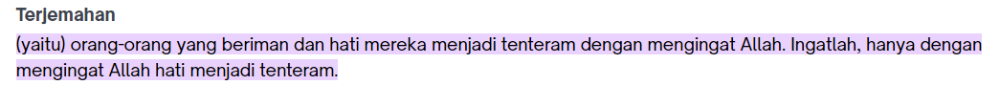 Terjemahan
(yaitu) orang-orang yang beriman dan hati mereka menjadi tenteram dengan mengingat Allah. Ingatlah, hanya dengan
mengingat Allah hati menjadi tenteram.